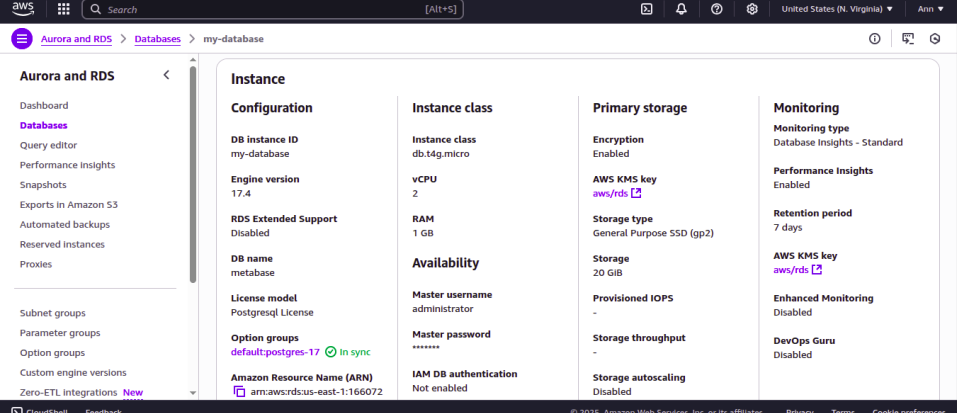 aws
Search [Alt+S]
United States (N. Virginia) ▼ Ann ▼
Aurora and RDS > Databases > my-database
Aurora and RDS
Dashboard
Databases
Query editor
Performance insights
Snapshots
Exports in Amazon S3
Automated backups
Reserved instances
Proxies
Subnet groups
Parameter groups
Option groups
Custom engine versions
Zero-ETL integrations New
Instance
Configuration
DB instance ID
my-database
Engine version
17.4
RDS Extended Support
Disabled
DB name
metabase
License model
Postgresql License
Option groups
default:postgres-17 In sync
Amazon Resource Name (ARN)
arn:aws:rds:us-east-1:166072
Instance class
Instance class
db.t4g.micro
vCPU
2
RAM
1 GB
Availability
Master username
administrator
Master password
*******
IAM DB authentication
Not enabled
Primary storage
Encryption
Enabled
AWS KMS key
aws/rds
Storage type
General Purpose SSD (gp2)
Storage
20 GiB
Provisioned IOPS
-
Storage throughput
-
Storage autoscaling
Disabled
Monitoring
Monitoring type
Database Insights - Standard
Performance Insights
Enabled
Retention period
7 days
AWS KMS key
aws/rds
Enhanced Monitoring
Disabled
DevOps Guru
Disabled
CloudShell Feedback
© 2025, Amazon Web Services, Inc. or its affiliates. Privacy Terms Cookie preferences